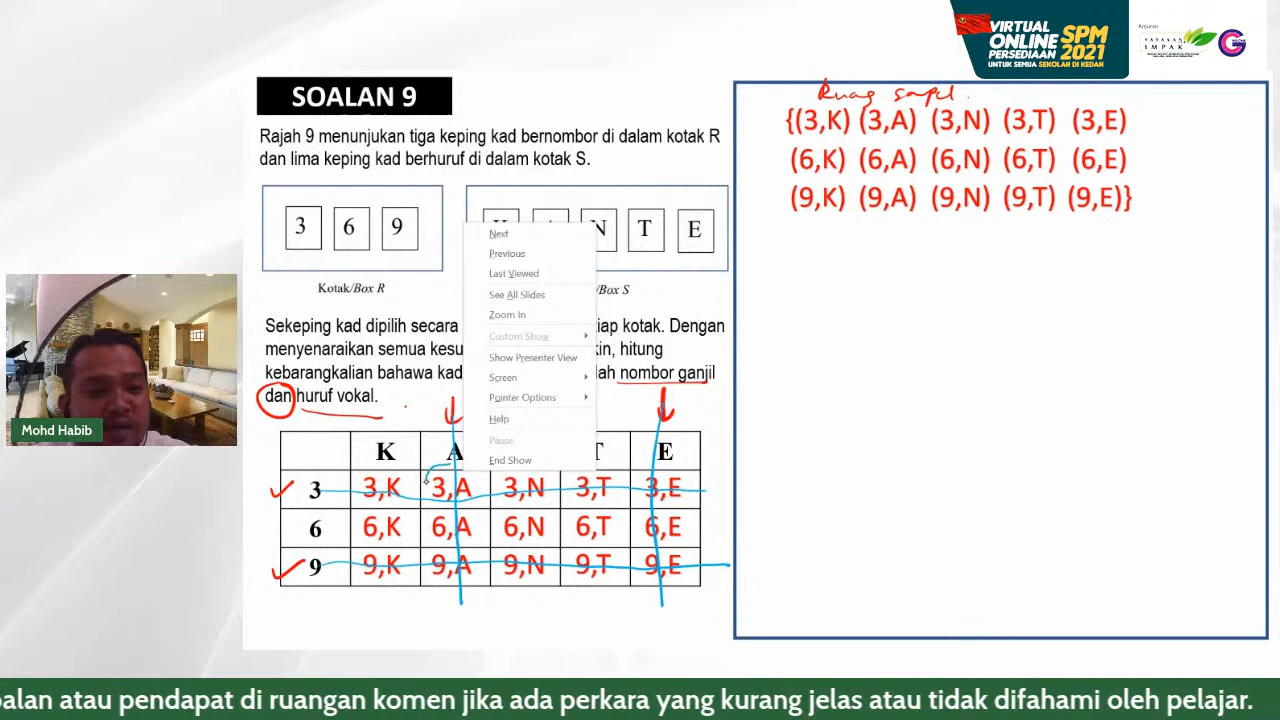 VIRTUAL
ONLINE
PERSEDIAAN
SPM
2021
UNTUK SEMUA SEKOLAH DI KEDAH
Anjuran
YAYASAN
IMPAK
SOALAN 9
Rajah 9 menunjukan tiga keping kad bernombor di dalam kotak R
dan lima keping kad berhuruf di dalam kotak S.
3 6 9
N T E
Kotak/Box R
/Box S
Sekeping kad dipilih secara iap kotak. Dengan
menyenaraikan semua kesu kin, hitung
kebarangkalian bahawa kad lah nombor ganjil
dan huruf vokal.
K A T E
3 3,K 3,A 3,N 3,T 3,E
6 6,K 6,A 6,N 6,T 6,E
9 9,K 9,A 9,N 9,T 9,E
Next
Previous
Last Viewed
See All Slides
Zoom In
Custom Show
Show Presenter View
Screen
Pointer Options
Help
Pause
End Show
{(3,K) (3,A) (3,N) (3,T) (3,E)
(6,K) (6,A) (6,N) (6,T) (6,E)
(9,K) (9,A) (9,N) (9,T) (9,E)}
Mohd Habib
oalan atau pendapat di ruangan komen jika ada perkara yang kurang jelas atau tidak difahami oleh pelajar.